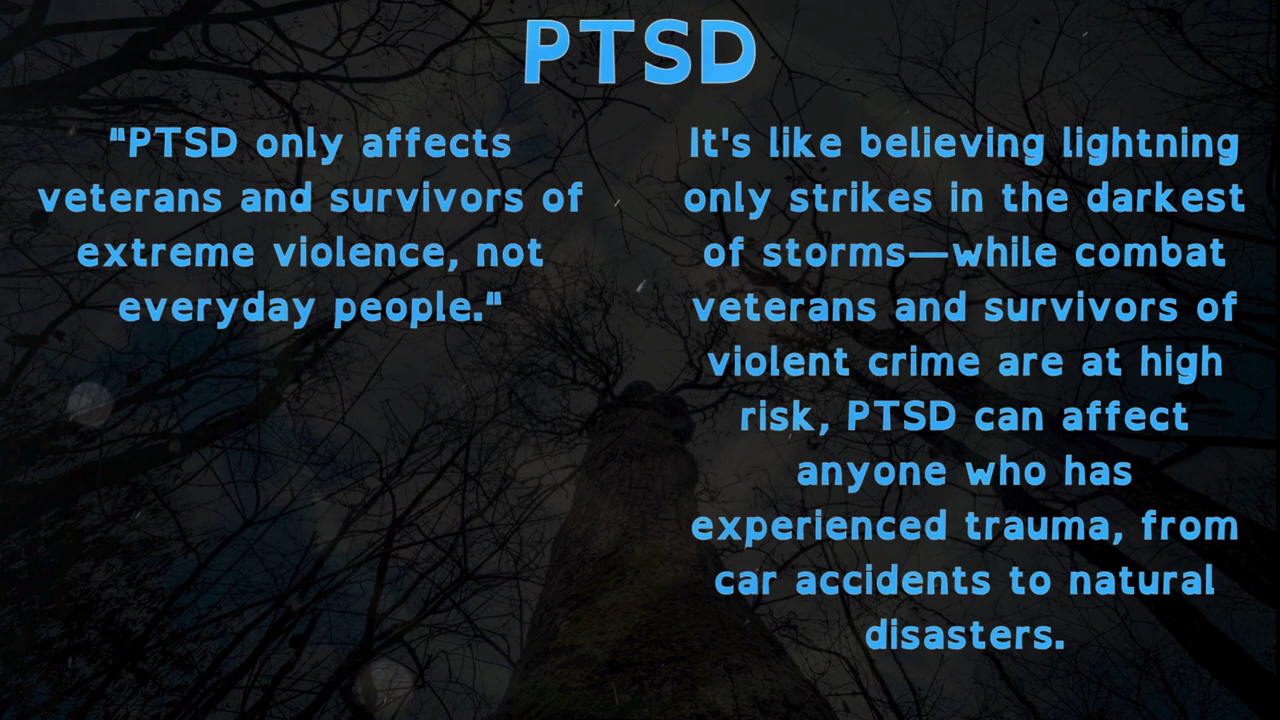 PTSD
"PTSD only affects
veterans and survivors of
extreme violence, not
everyday people."
It's like believing lightning
only strikes in the darkest
of storms—while combat
veterans and survivors of
violent crime are at high
risk, PTSD can affect
anyone who has
experienced trauma, from
car accidents to natural
disasters.